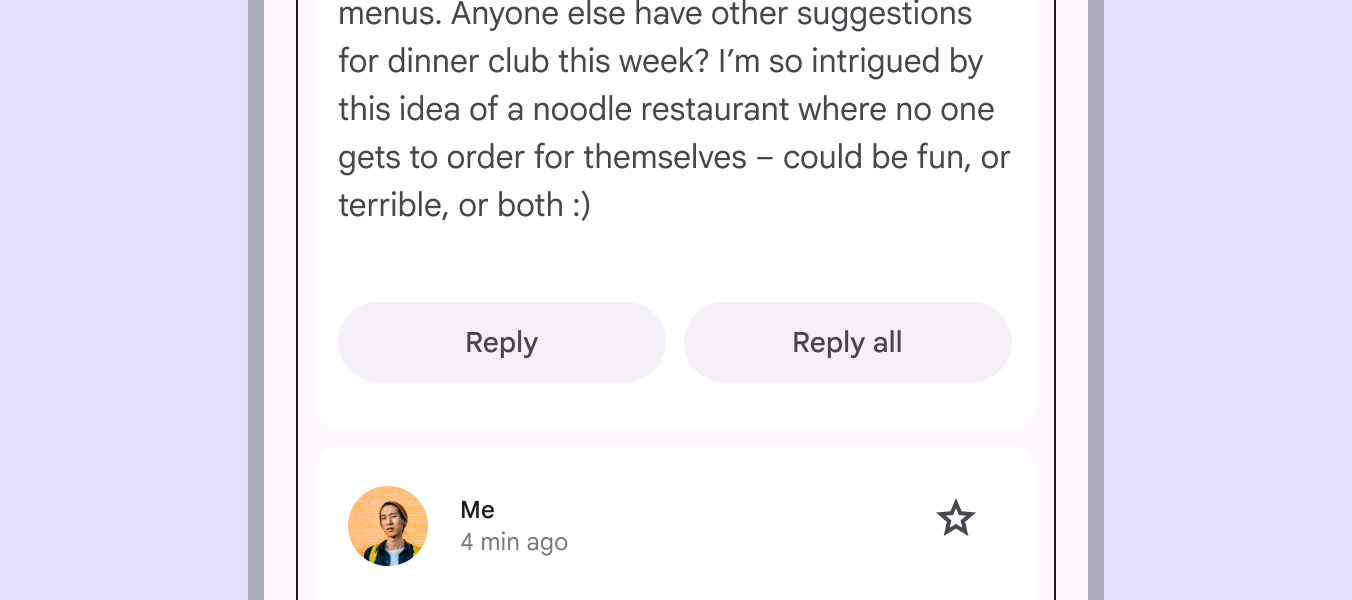 menus. Anyone else have other suggestions
for dinner club this week? I’m so intrigued by
this idea of a noodle restaurant where no one
gets to order for themselves – could be fun, or
terrible, or both :)
Reply
Reply all
Me
4 min ago